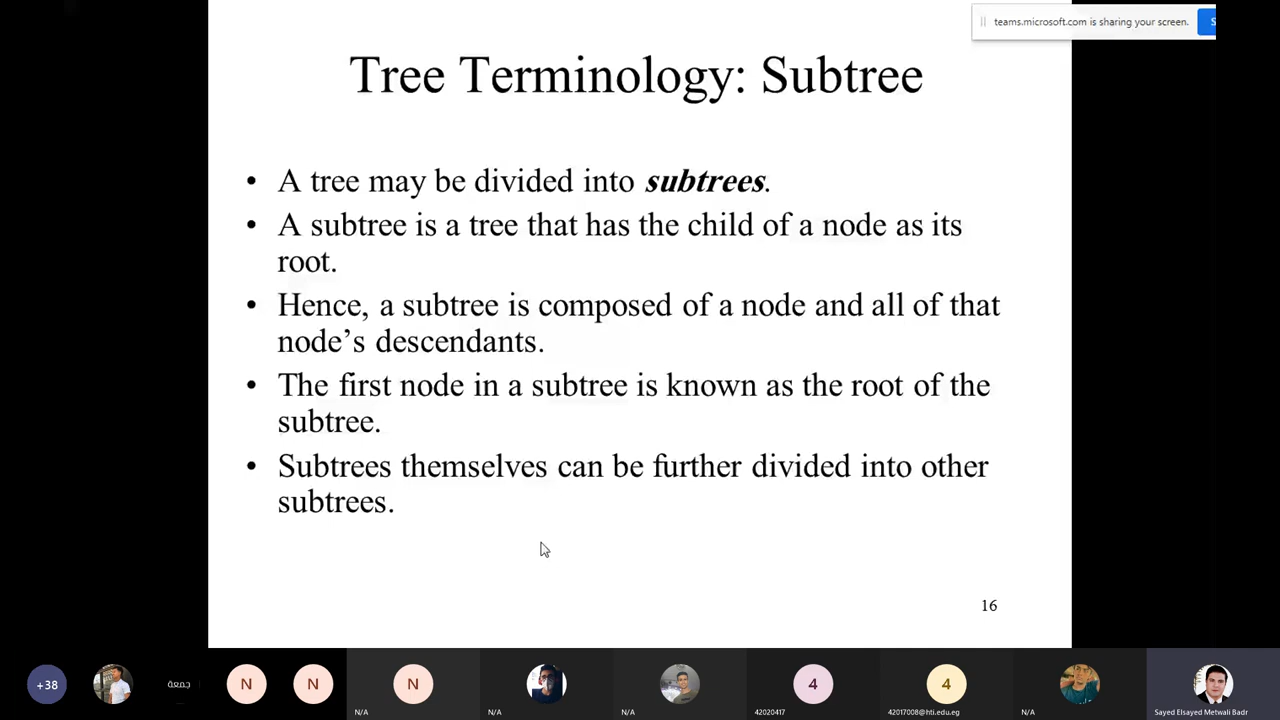 teams.microsoft.com is sharing your screen.
S
Tree Terminology: Subtree
• A tree may be divided into subtrees.
• A subtree is a tree that has the child of a node as its
root.
• Hence, a subtree is composed of a node and all of that
node’s descendants.
• The first node in a subtree is known as the root of the
subtree.
• Subtrees themselves can be further divided into other
subtrees.
16
+38
جمعة
N
N
N
4
4
N/A
N/A
N/A
42020417
42017008@hti.edu.eg
N/A
Sayed Elsayed Metwali Badr